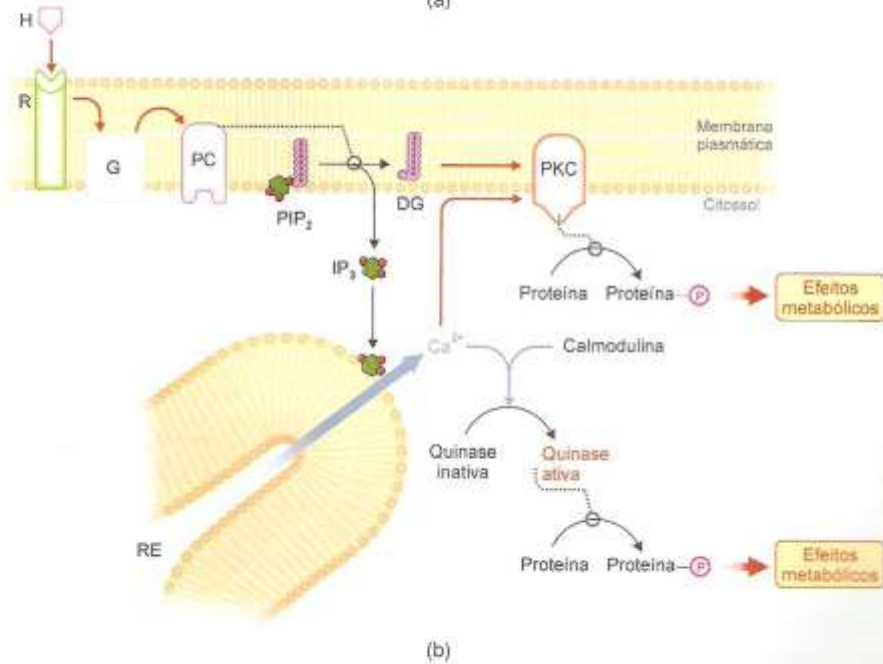 (a)
H
R
G
PC
PIP₂
DG
PKC
Membrana
plasmática
Citossol
IP₃
Proteína Proteína P
Efeitos
metabólicos
Ca²⁺
Calmodulina
Quinase
inativa
Quinase
ativa
RE
Proteína Proteína P
Efeitos
metabólicos
(b)